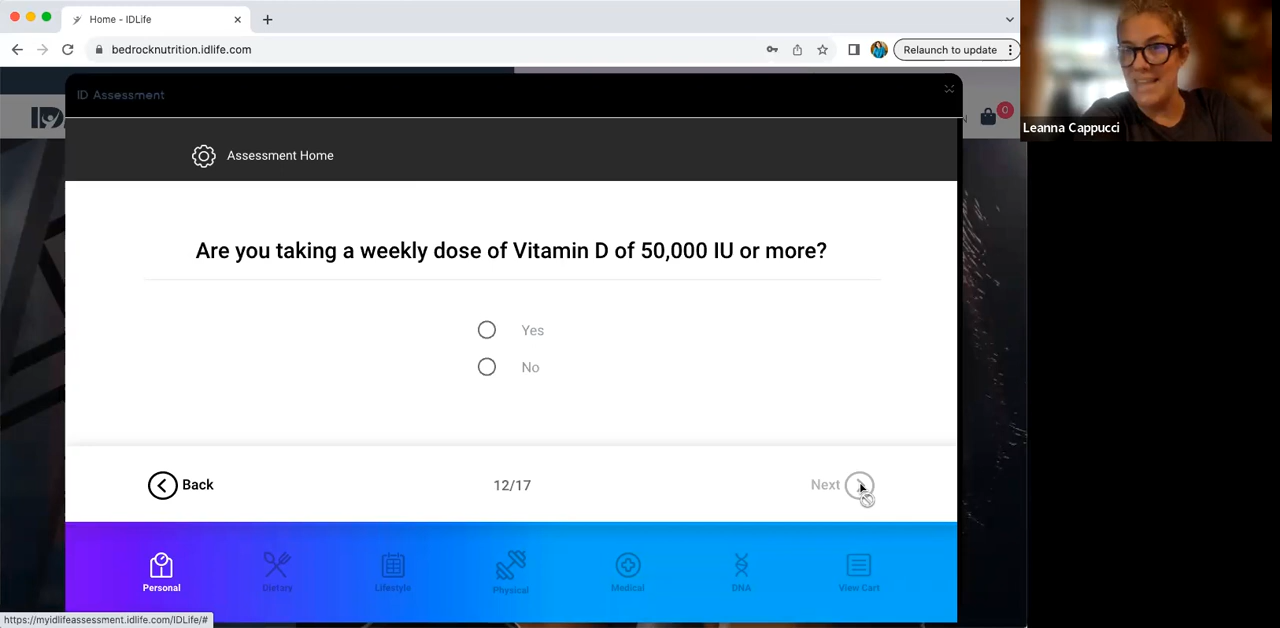 Home - IDLife
bedrocknutrition.idlife.com
Relaunch to update
ID Assessment
0
Leanna Cappucci
Assessment Home
Are you taking a weekly dose of Vitamin D of 50,000 IU or more?
Yes
No
Back
12/17
Next
Personal
Dietary
Lifestyle
Physical
Medical
DNA
View Cart
https://myidlifeassessment.idlife.com/IDLife/#